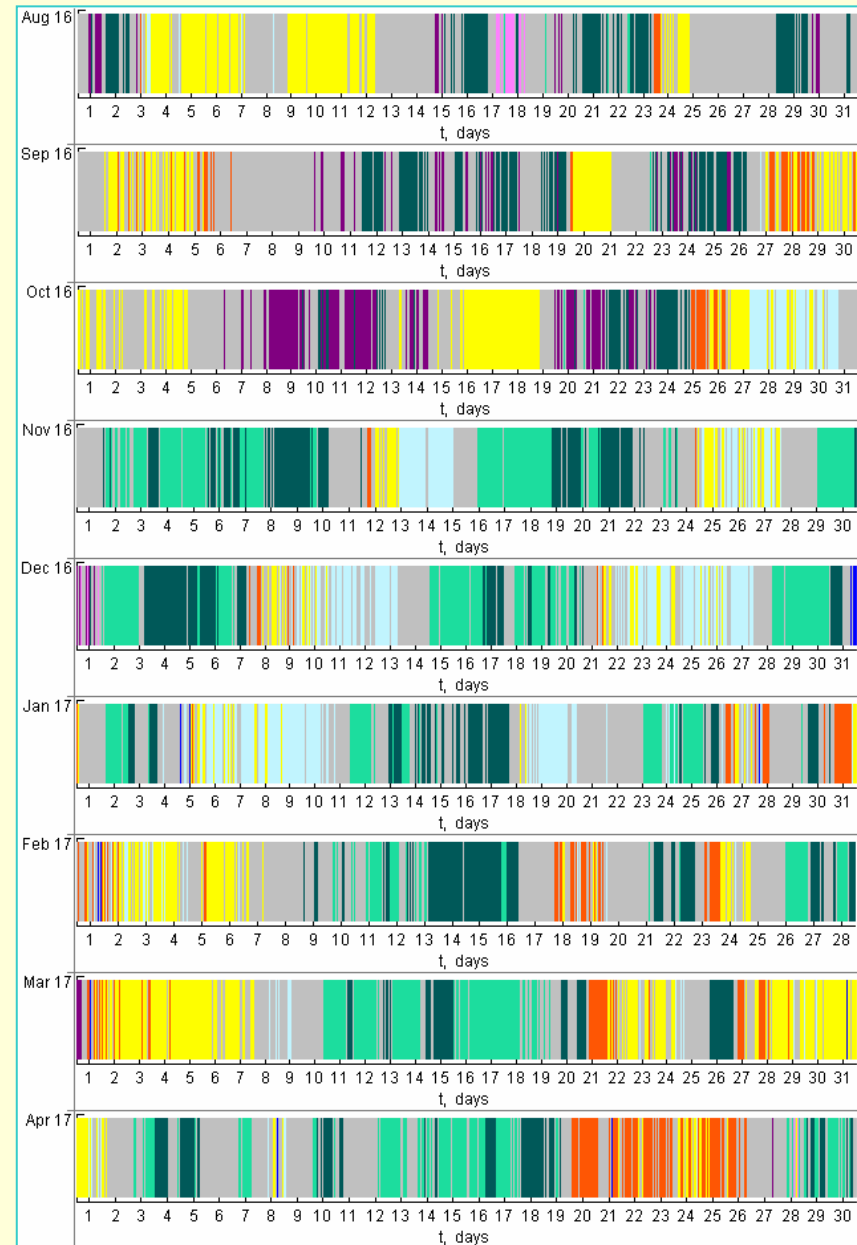 Aug 16
1 2 3 4 5 6 7 8 9 10 11 12 13 14 15 16 17 18 19 20 21 22 23 24 25 26 27 28 29 30 31
t, days
Sep 16
1 2 3 4 5 6 7 8 9 10 11 12 13 14 15 16 17 18 19 20 21 22 23 24 25 26 27 28 29 30
t, days
Oct 16
1 2 3 4 5 6 7 8 9 10 11 12 13 14 15 16 17 18 19 20 21 22 23 24 25 26 27 28 29 30 31
t, days
Nov 16
1 2 3 4 5 6 7 8 9 10 11 12 13 14 15 16 17 18 19 20 21 22 23 24 25 26 27 28 29 30
t, days
Dec 16
1 2 3 4 5 6 7 8 9 10 11 12 13 14 15 16 17 18 19 20 21 22 23 24 25 26 27 28 29 30 31
t, days
Jan 17
1 2 3 4 5 6 7 8 9 10 11 12 13 14 15 16 17 18 19 20 21 22 23 24 25 26 27 28 29 30 31
t, days
Feb 17
1 2 3 4 5 6 7 8 9 10 11 12 13 14 15 16 17 18 19 20 21 22 23 24 25 26 27 28
t, days
Mar 17
1 2 3 4 5 6 7 8 9 10 11 12 13 14 15 16 17 18 19 20 21 22 23 24 25 26 27 28 29 30 31
t, days
Apr 17
1 2 3 4 5 6 7 8 9 10 11 12 13 14 15 16 17 18 19 20 21 22 23 24 25 26 27 28 29 30
t, days